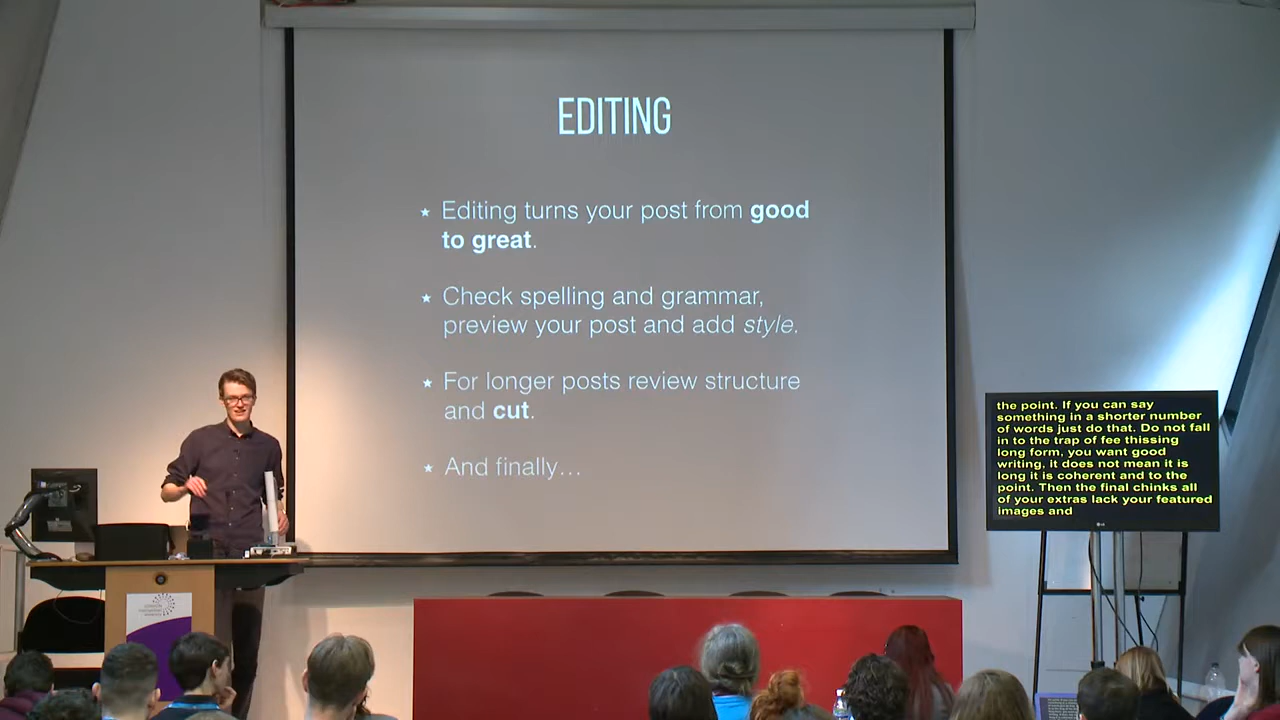 EDITING
★ Editing turns your post from good
to great.
★ Check spelling and grammar,
preview your post and add style.
★ For longer posts review structure
and cut.
★ And finally…
the point. If you can say
something in a shorter number
of words just do that. Do not fall
in to the trap of fee thissing
long form, you want good
writing, it does not mean it is
long it is coherent and to the
point. Then the final chinks all
of your extras lack your featured
images and
LG